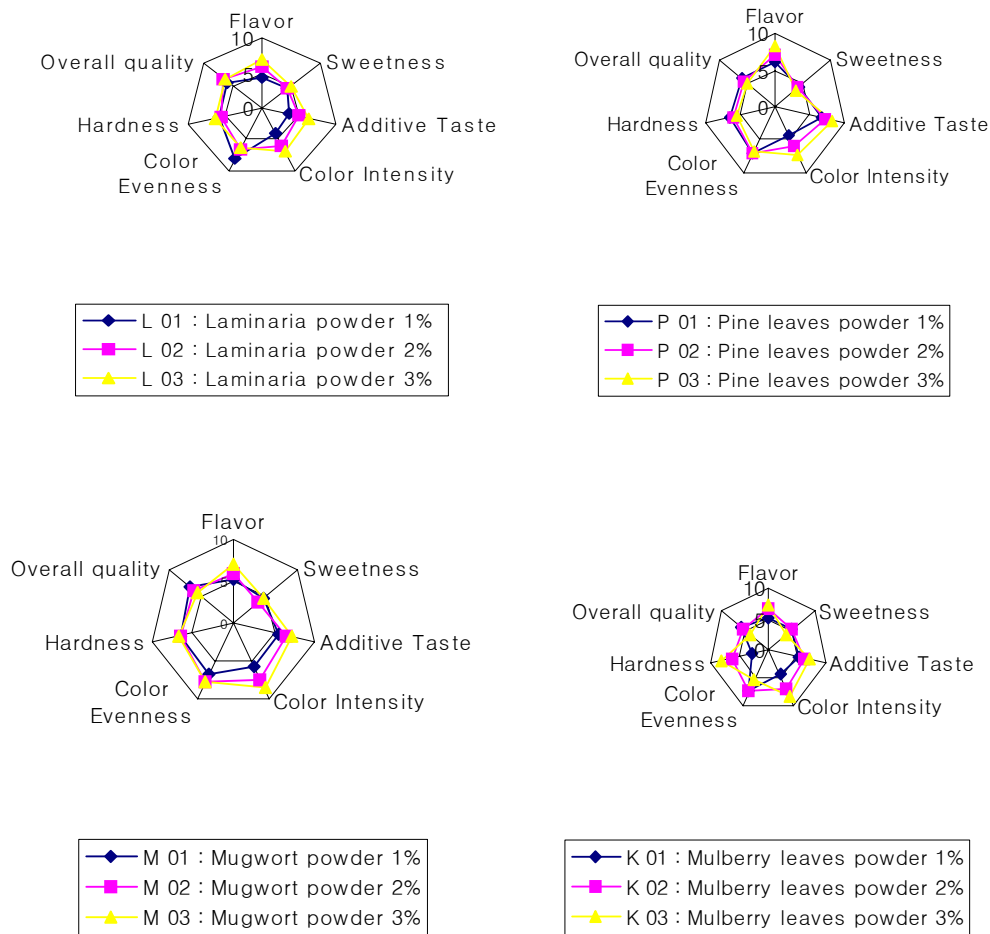 Flavor
10
Overall quality
Sweetness
5
0
Hardness
Additive Taste
Color
Evenness
Color Intensity
L 01 : Laminaria powder 1%
L 02 : Laminaria powder 2%
L 03 : Laminaria powder 3%
Flavor
10
Overall quality
Sweetness
5
0
Hardness
Additive Taste
Color
Evenness
Color Intensity
P 01 : Pine leaves powder 1%
P 02 : Pine leaves powder 2%
P 03 : Pine leaves powder 3%
Flavor
10
Overall quality
Sweetness
5
0
Hardness
Additive Taste
Color
Evenness
Color Intensity
M 01 : Mugwort powder 1%
M 02 : Mugwort powder 2%
M 03 : Mugwort powder 3%
Flavor
10
Overall quality
Sweetness
5
0
Hardness
Additive Taste
Color
Evenness
Color Intensity
K 01 : Mulberry leaves powder 1%
K 02 : Mulberry leaves powder 2%
K 03 : Mulberry leaves powder 3%